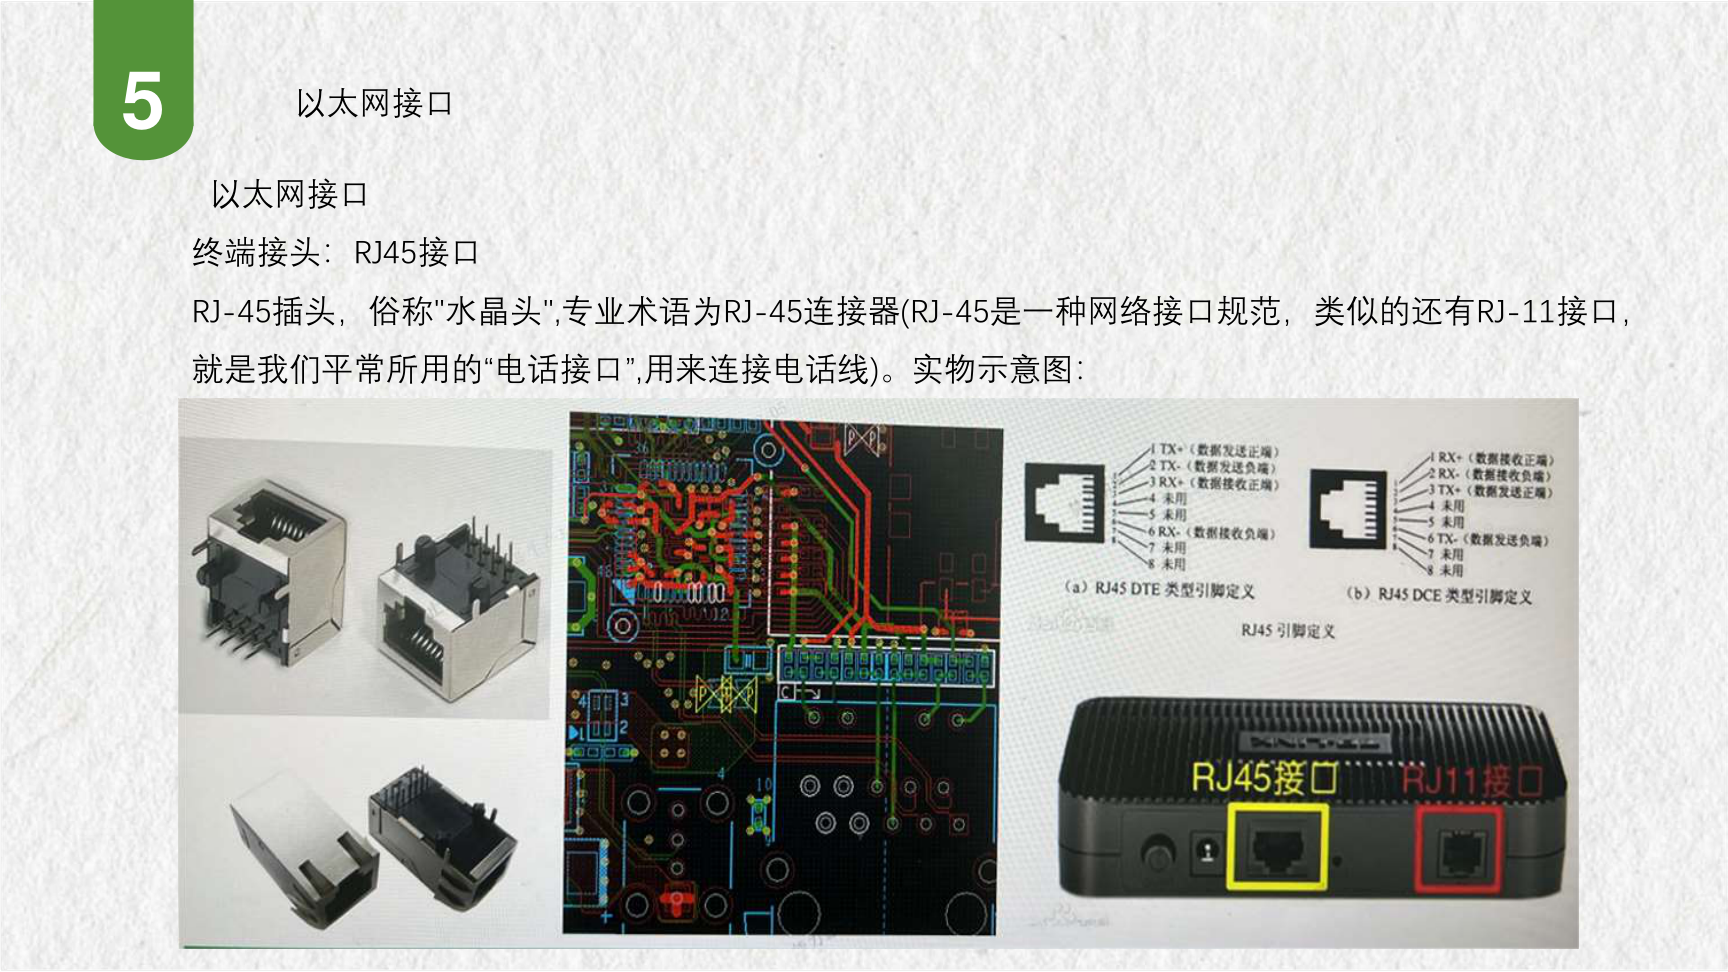 5
以太网接口
以太网接口
终端接头：RJ45接口
RJ-45插头，俗称"水晶头",专业术语为RJ-45连接器(RJ-45是一种网络接口规范，类似的还有RJ-11接口，
就是我们平常所用的“电话接口”,用来连接电话线)。实物示意图：
1 TX+（数据发送正端）
2 TX-（数据发送负端）
3 RX+（数据接收正端）
4 未用
5 未用
6 RX-（数据接收负端）
7 未用
8 未用
（a）RJ45 DTE 类型引脚定义
1 RX+（数据接收正端）
2 RX-（数据接收负端）
3 TX+（数据发送正端）
4 未用
5 未用
6 TX-（数据发送负端）
7 未用
8 未用
（b）RJ45 DCE 类型引脚定义
RJ45 引脚定义
RJ45接口
RJ11接口
36
12
P P
P P
C
4 3
1 2
4
10